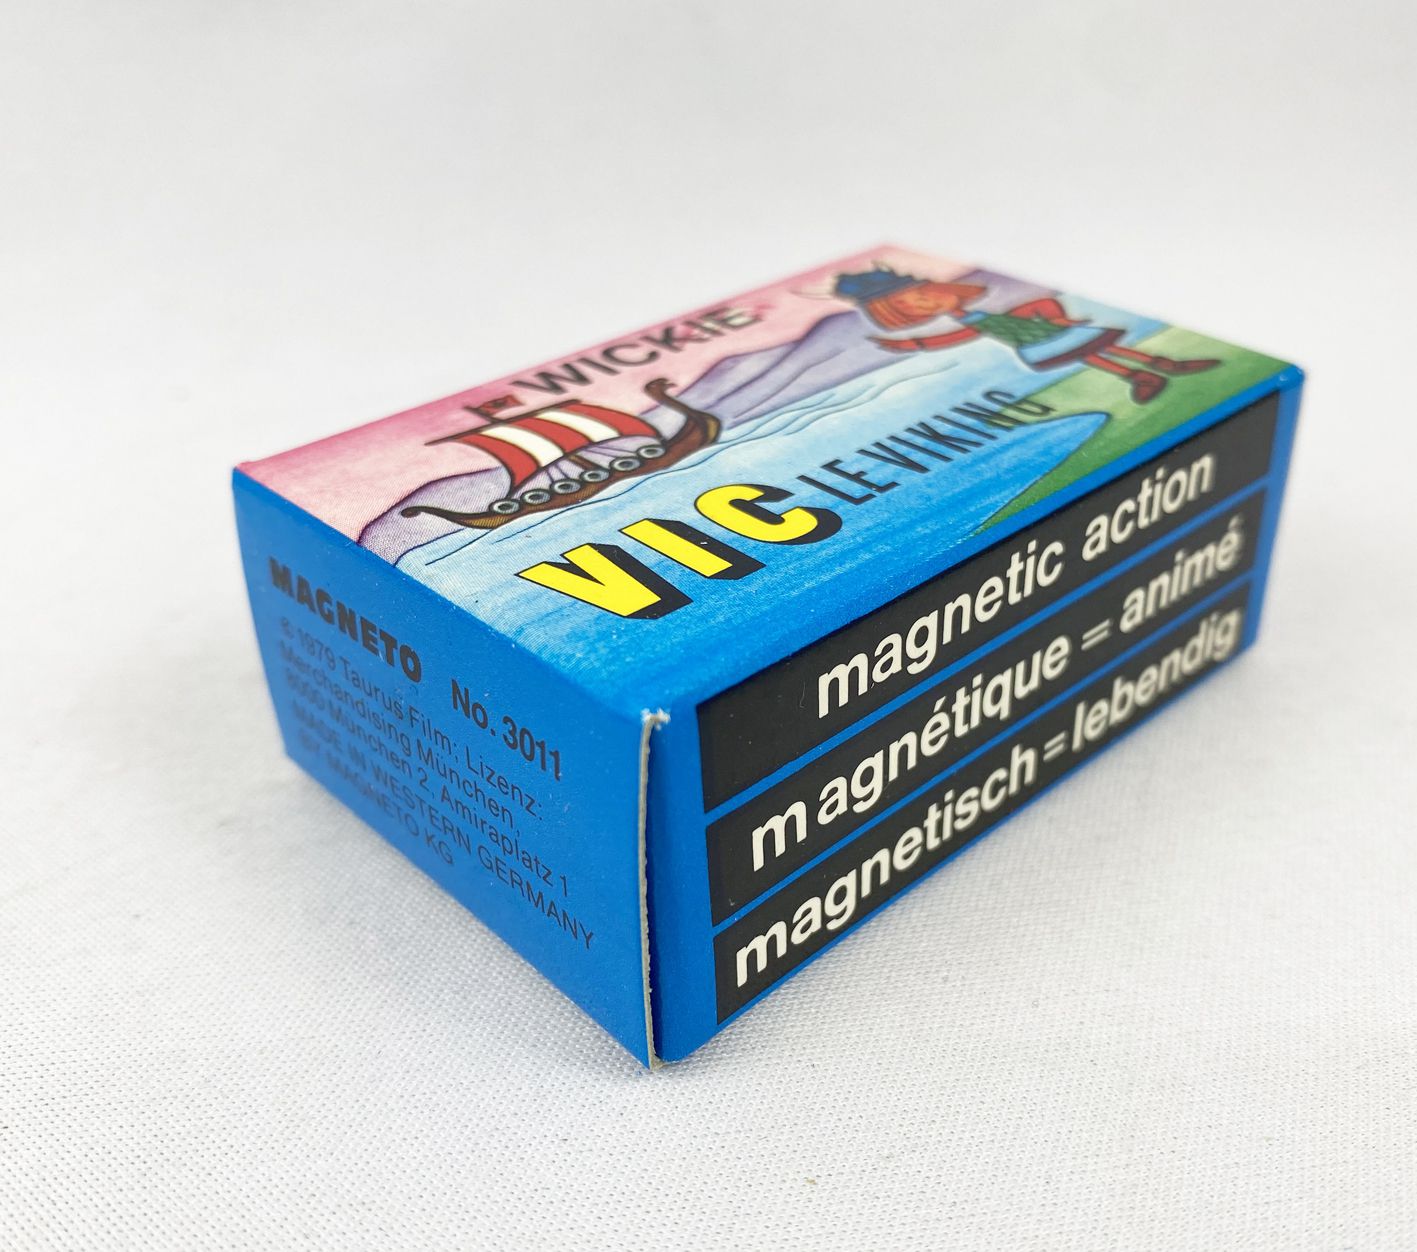 WICKIE
VIC LE VIKING
MAGNETO No. 3011
© 1979 Taurus Film; Lizenz:
Merchandising München,
8000 München 2, Amiraplatz 1
MADE IN WESTERN GERMANY
BY MAGNETO KG
magnetic action
magnétique = animé
magnetisch = lebendig